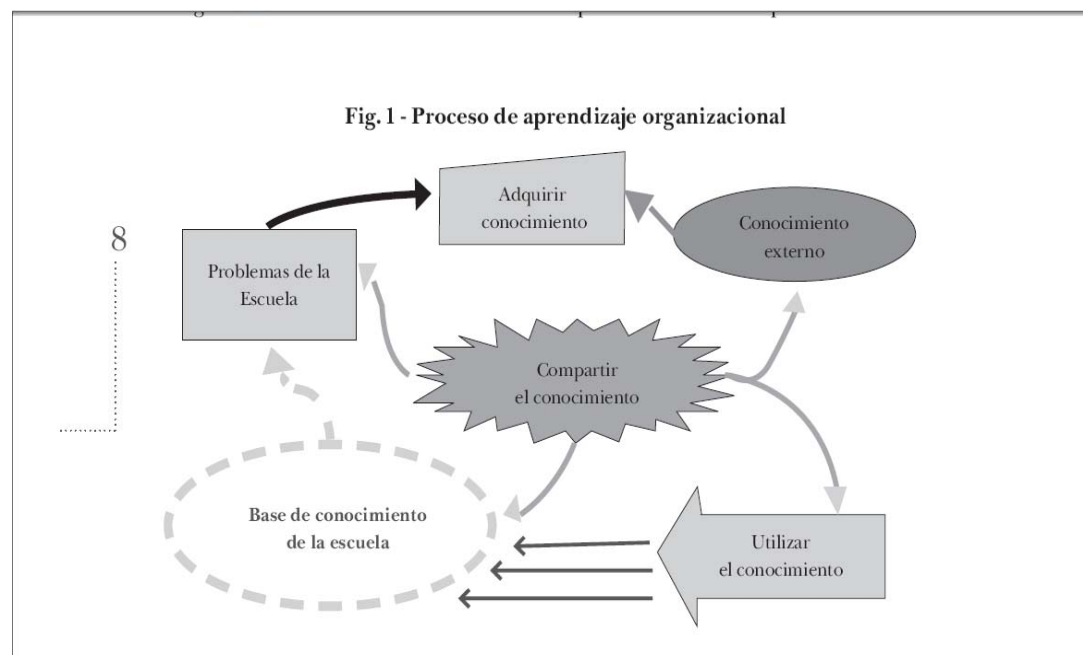 Fig. 1 - Proceso de aprendizaje organizacional
Adquirir
conocimiento
Conocimiento
externo
8
Problemas de la
Escuela
Compartir
el conocimiento
Base de conocimiento
de la escuela
Utilizar
el conocimiento